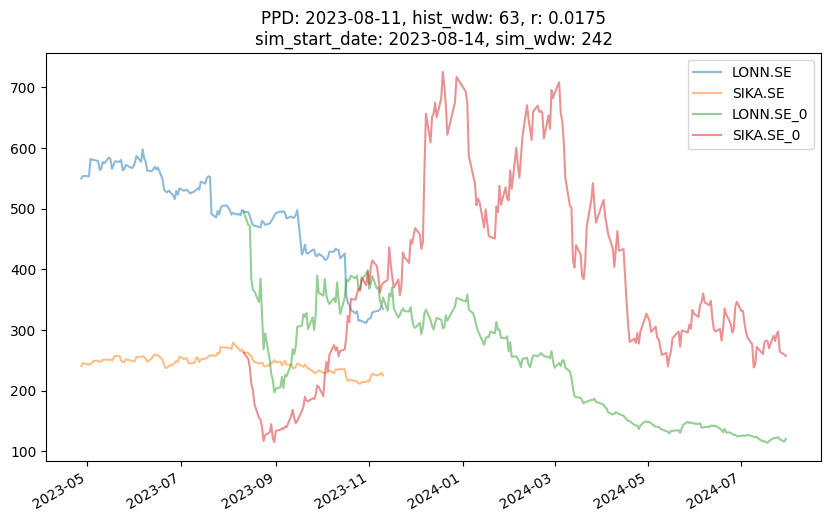 PPD: 2023-08-11, hist_wdw: 63, r: 0.0175
sim_start_date: 2023-08-14, sim_wdw: 242
LONN.SE
SIKA.SE
LONN.SE_0
SIKA.SE_0
700
600
500
400
300
200
100
2023-05
2023-07
2023-09
2023-11
2024-01
2024-03
2024-05
2024-07